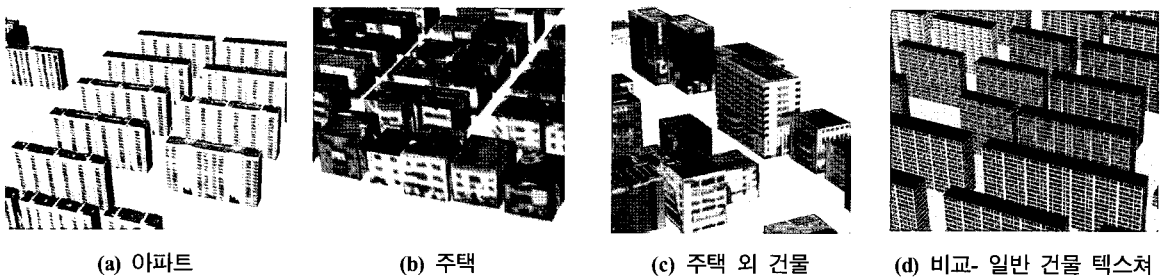 (a) 아파트
(b) 주택
(c) 주택 외 건물
(d) 비교- 일반 건물 텍스쳐